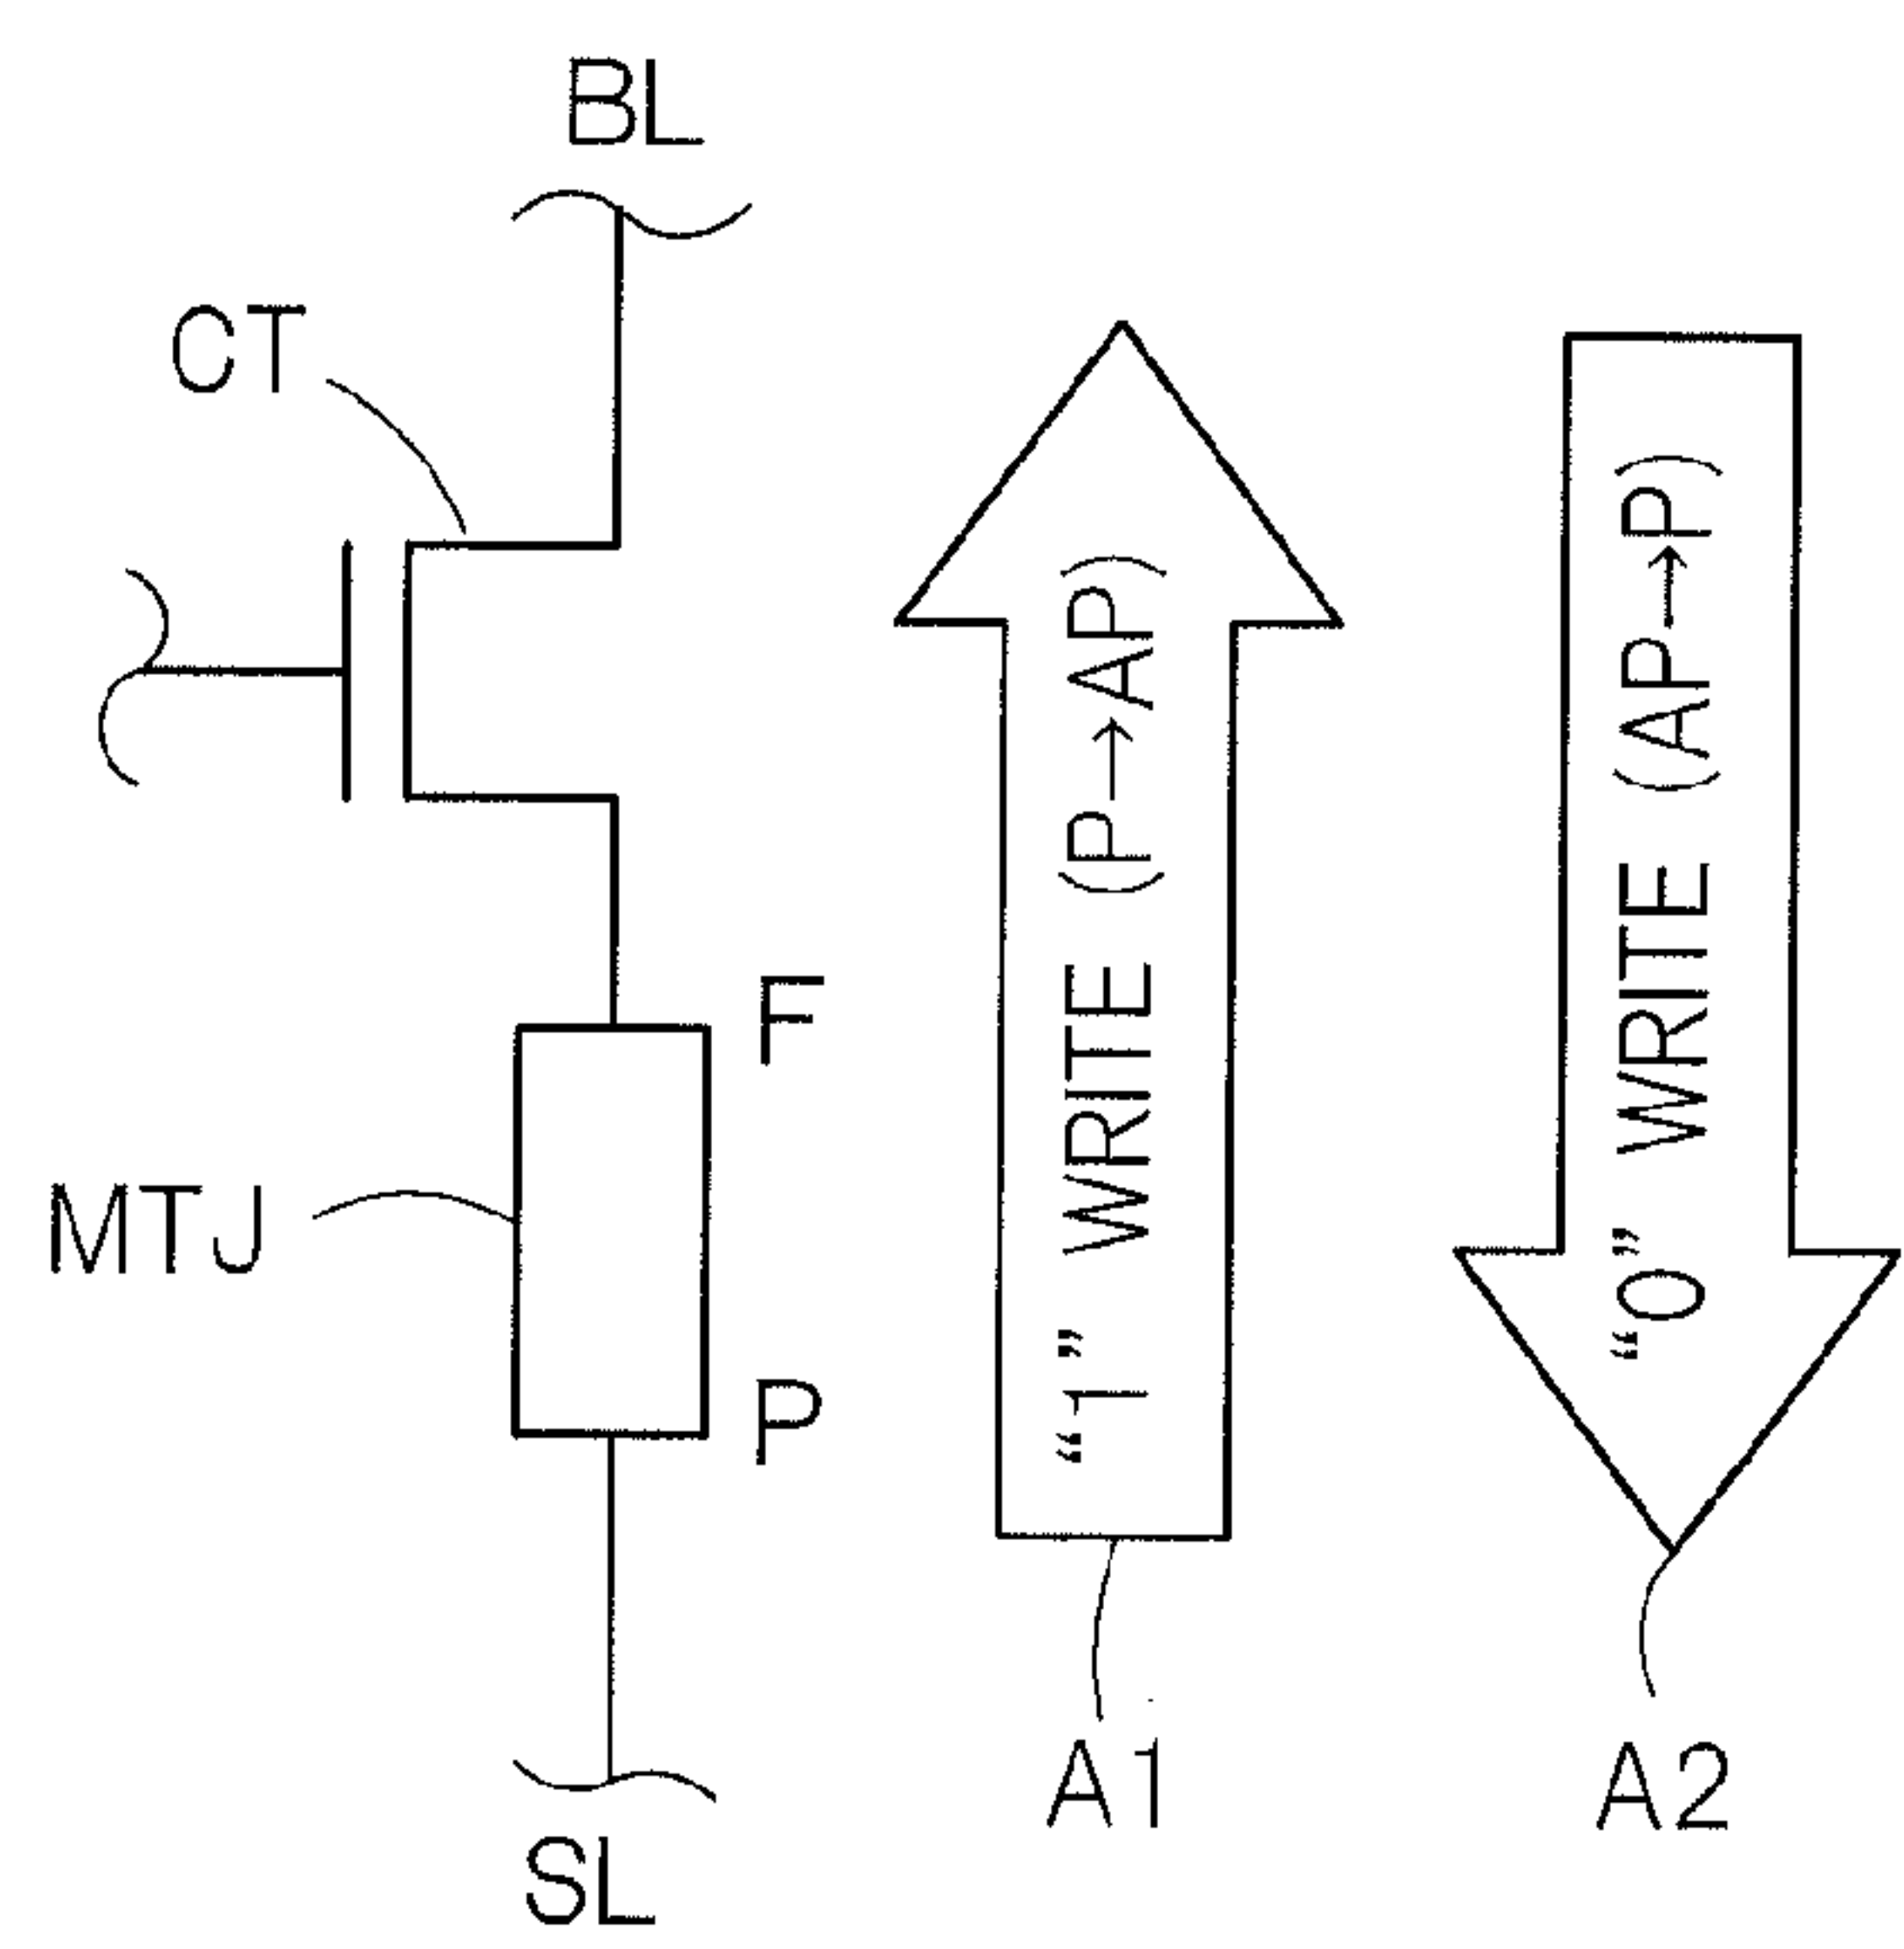 BL
CT
F
MTJ
P
SL
“1” WRITE (P→AP)
A1
“0” WRITE (AP→P)
A2